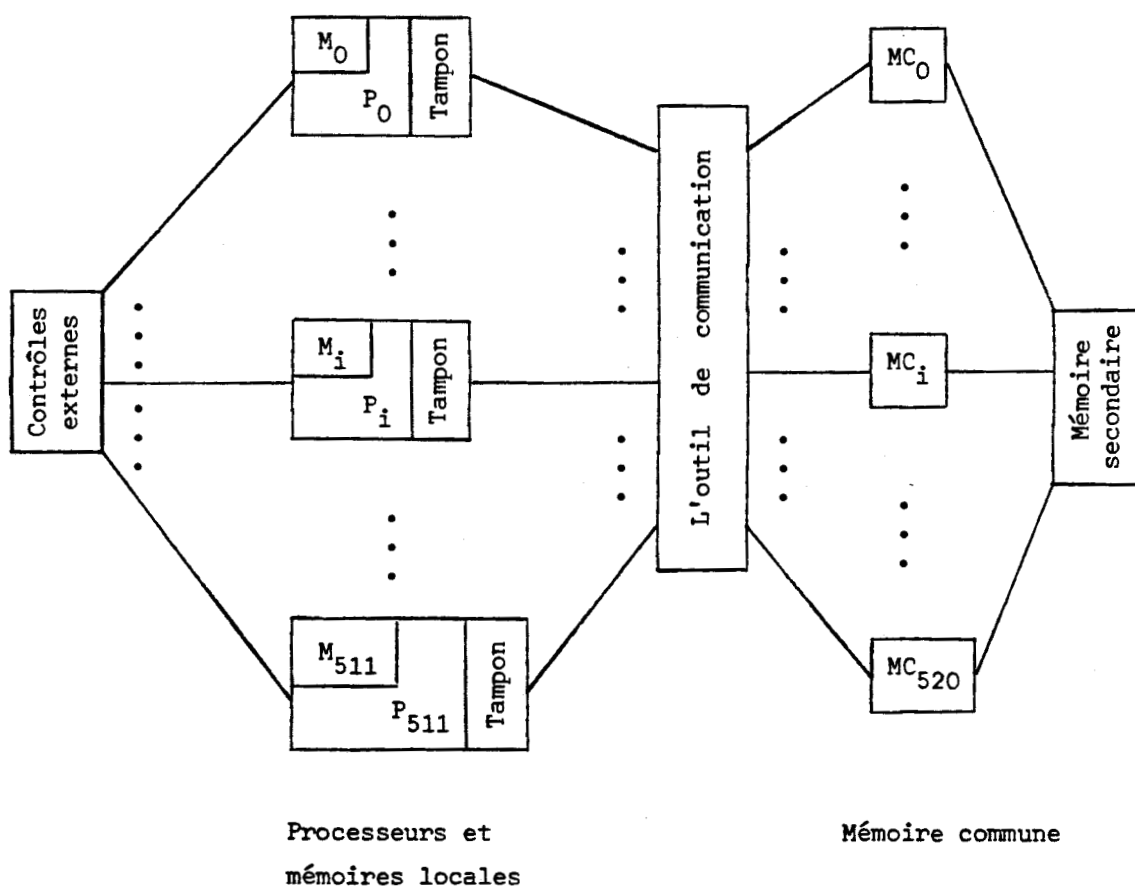 Contrôles
externes
M0
P0
Tampon
Mi
Pi
Tampon
M511
P511
Tampon
L'outil de communication
MC0
MCi
MC520
Mémoire
secondaire
Processeurs et
mémoires locales
Mémoire commune